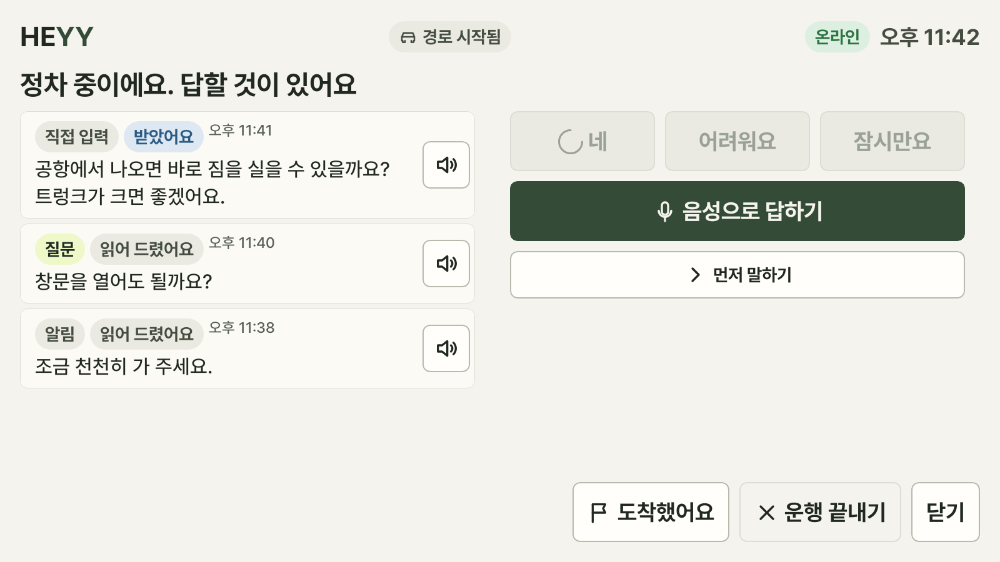 HEYY
경로 시작됨
온라인 오후 11:42
정차 중이에요. 답할 것이 있어요
직접 입력 받았어요 오후 11:41
공항에서 나오면 바로 짐을 실을 수 있을까요?
트렁크가 크면 좋겠어요.
질문 읽어 드렸어요 오후 11:40
창문을 열어도 될까요?
알림 읽어 드렸어요 오후 11:38
조금 천천히 가 주세요.
네 어려워요 잠시만요
음성으로 답하기
먼저 말하기
도착했어요 운행 끝내기 닫기